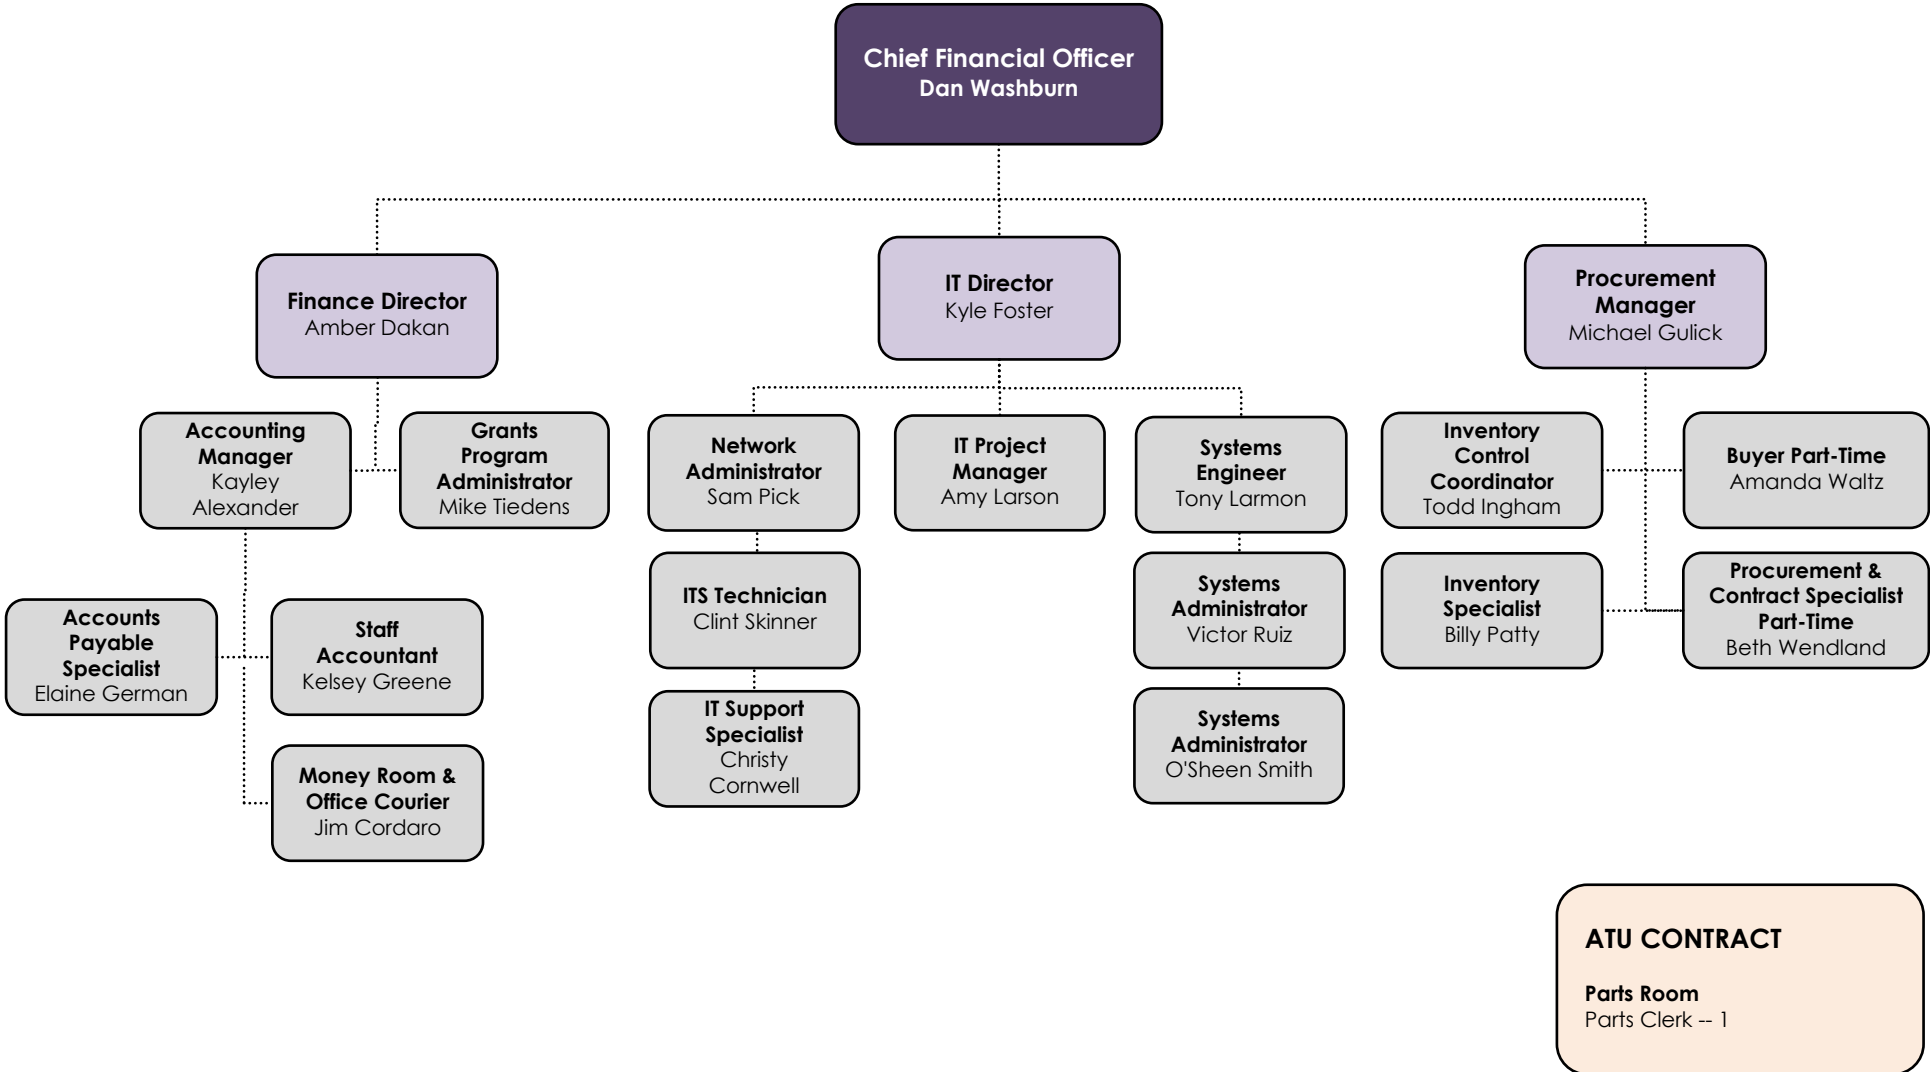 Chief Financial Officer
Dan Washburn
Finance Director
Amber Dakan
IT Director
Kyle Foster
Procurement
Manager
Michael Gulick
Accounting
Manager
Kayley
Alexander
Grants
Program
Administrator
Mike Tiedens
Network
Administrator
Sam Pick
IT Project
Manager
Amy Larson
Systems
Engineer
Tony Larmon
Inventory
Control
Coordinator
Todd Ingham
Buyer Part-Time
Amanda Waltz
ITS Technician
Clint Skinner
Systems
Administrator
Victor Ruiz
Inventory
Specialist
Billy Patty
Procurement &
Contract Specialist
Part-Time
Beth Wendland
Accounts
Payable
Specialist
Elaine German
Staff
Accountant
Kelsey Greene
IT Support
Specialist
Christy
Cornwell
Systems
Administrator
O'Sheen Smith
Money Room &
Office Courier
Jim Cordaro
ATU CONTRACT
Parts Room
Parts Clerk -- 1